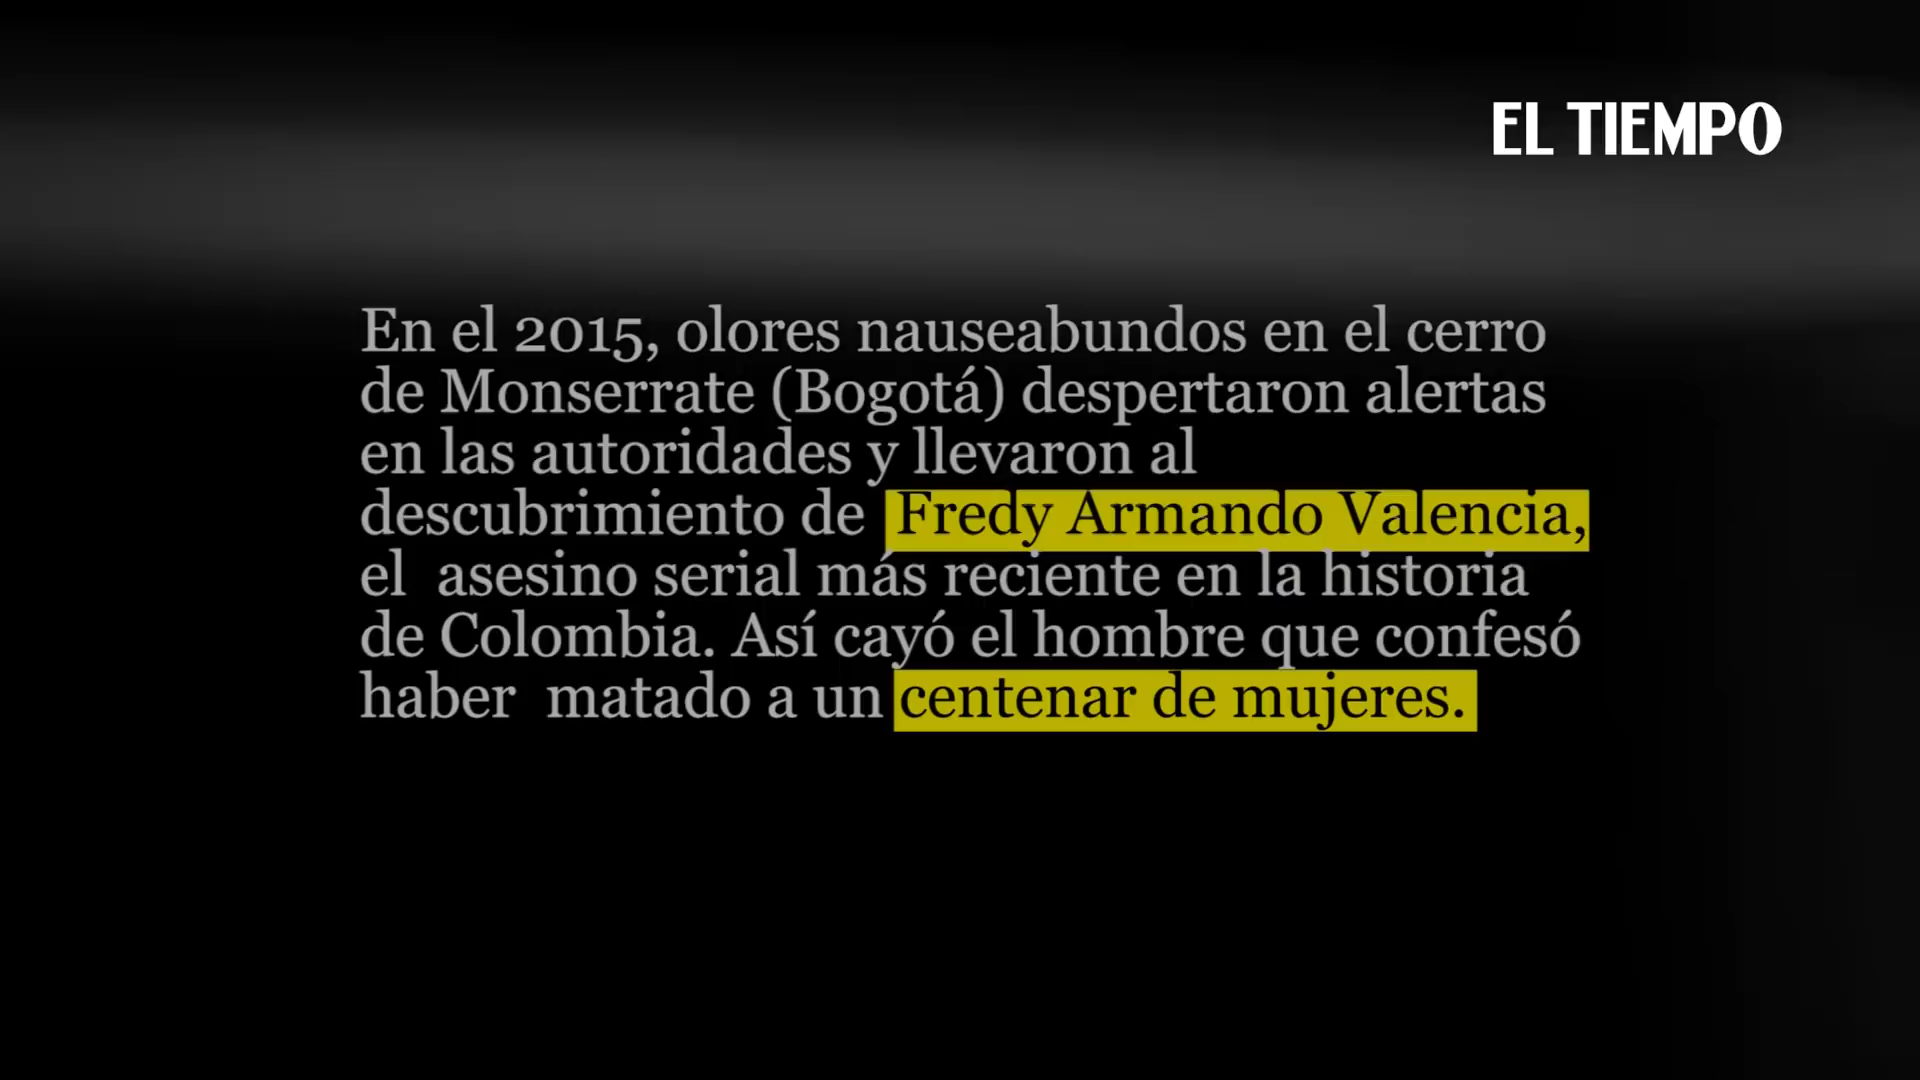 EL TIEMPO
En el 2015, olores nauseabundos en el cerro
de Monserrate (Bogotá) despertaron alertas
en las autoridades y llevaron al
descubrimiento de Fredy Armando Valencia,
el asesino serial más reciente en la historia
de Colombia. Así cayó el hombre que confesó
haber matado a un centenar de mujeres.